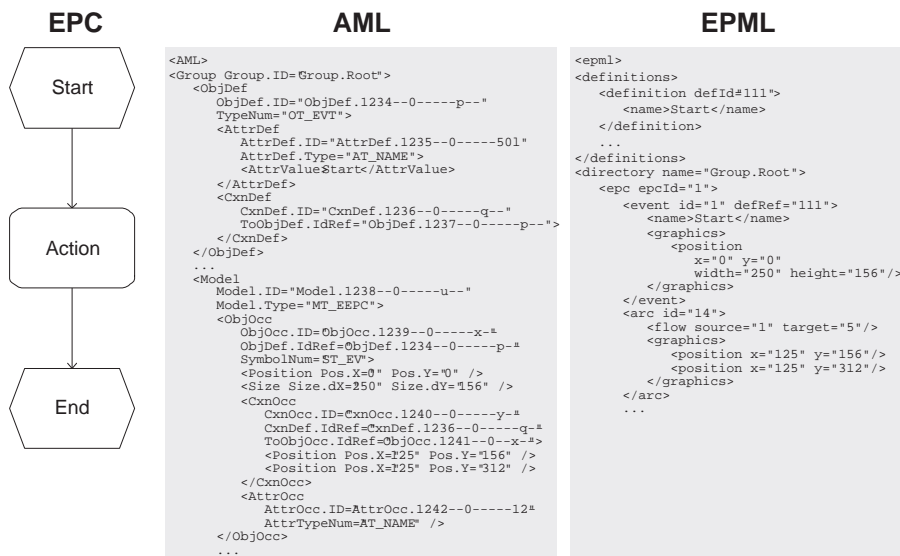 EPC
Start
Action
End
AML
<AML>
<Group Group.ID="Group.Root">
<ObjDef
ObjDef.ID="ObjDef.1234--0-----p--"
TypeNum="OT_EVT">
<AttrDef
AttrDef.ID="AttrDef.1235--0-----501"
AttrDef.Type="AT_NAME">
<AttrValue>Start</AttrValue>
</AttrDef>
<CxnDef
CxnDef.ID="CxnDef.1236--0-----q--"
ToObjDef.IdRef="ObjDef.1237--0-----p--">
</CxnDef>
</ObjDef>
...
<Model
Model.ID="Model.1238--0-----u--"
Model.Type="MT_EEPC">
<ObjOcc
ObjOcc.ID="ObjOcc.1239--0-----x-"
ObjDef.IdRef="ObjDef.1234--0-----p-"
SymbolNum="ST_EV">
<Position Pos.X="0" Pos.Y="0" />
<Size Size.dX="250" Size.dY="156" />
<CxnOcc
CxnOcc.ID="CxnOcc.1240--0-----y-"
CxnDef.IdRef="CxnDef.1236--0-----q-"
ToObjOcc.IdRef="ObjOcc.1241--0--x-">
<Position Pos.X="125" Pos.Y="156" />
<Position Pos.X="125" Pos.Y="312" />
</CxnOcc>
<AttrOcc
AttrOcc.ID="AttrOcc.1242--0-----12"
AttrTypeNum="AT_NAME" />
</ObjOcc>
...
EPML
<epml>
<definitions>
<definition defId="111">
<name>Start</name>
</definition>
...
</definitions>
<directory name="Group.Root">
<epc epcId="1">
<event id="1" defRef="111">
<name>Start</name>
<graphics>
<position
x="0" y="0"
width="250" height="156"/>
</graphics>
</event>
<arc id="14">
<flow source="1" target="5"/>
<graphics>
<position x="125" y="156"/>
<position x="125" y="312"/>
</graphics>
</arc>
...